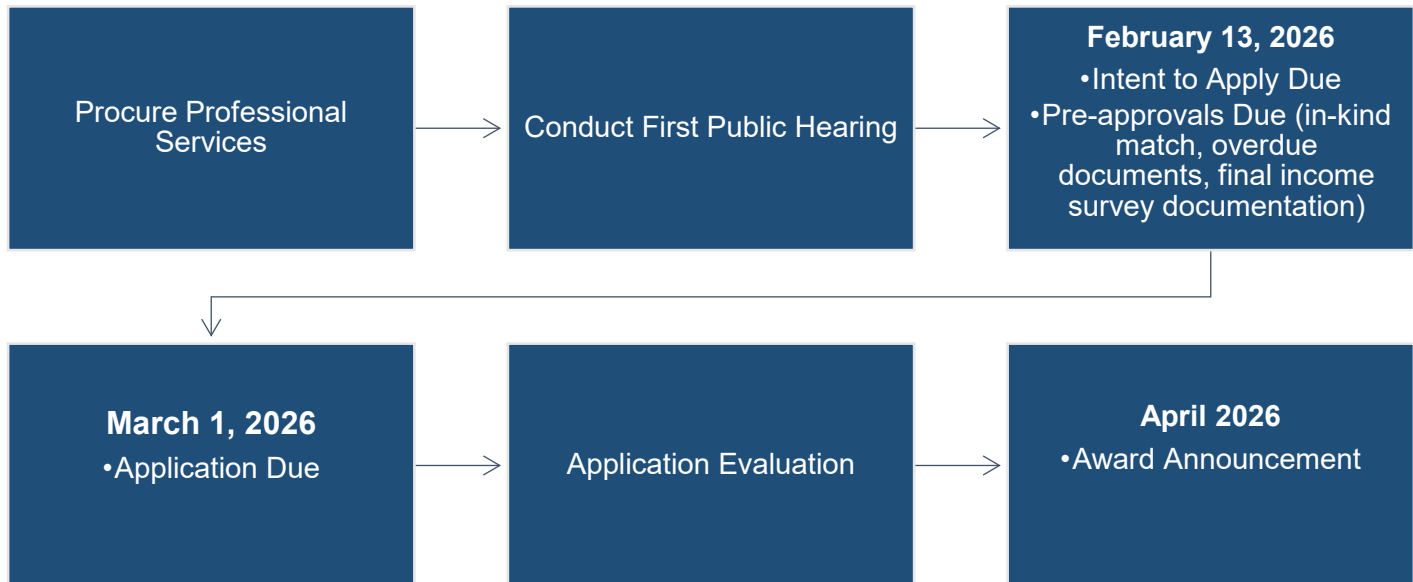 Procure Professional
Services
Conduct First Public Hearing
February 13, 2026
•Intent to Apply Due
•Pre-approvals Due (in-kind
match, overdue
documents, final income
survey documentation)
March 1, 2026
•Application Due
Application Evaluation
April 2026
•Award Announcement